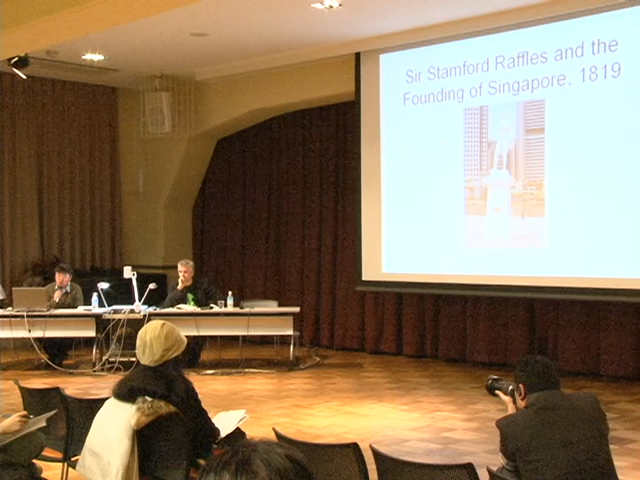 Sir Stamford Raffles and the
Founding of Singapore. 1819